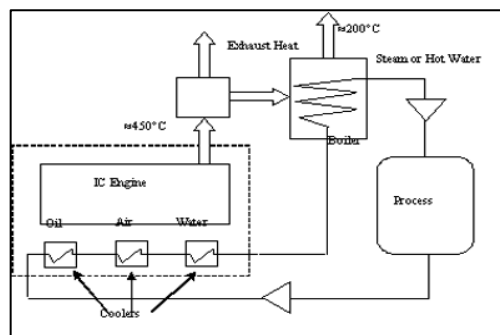 ≈200°C
Exhaust Heat
Steam or Hot Water
≈450°C
Boiler
IC Engine
Process
Oil
Air
Water
Coolers